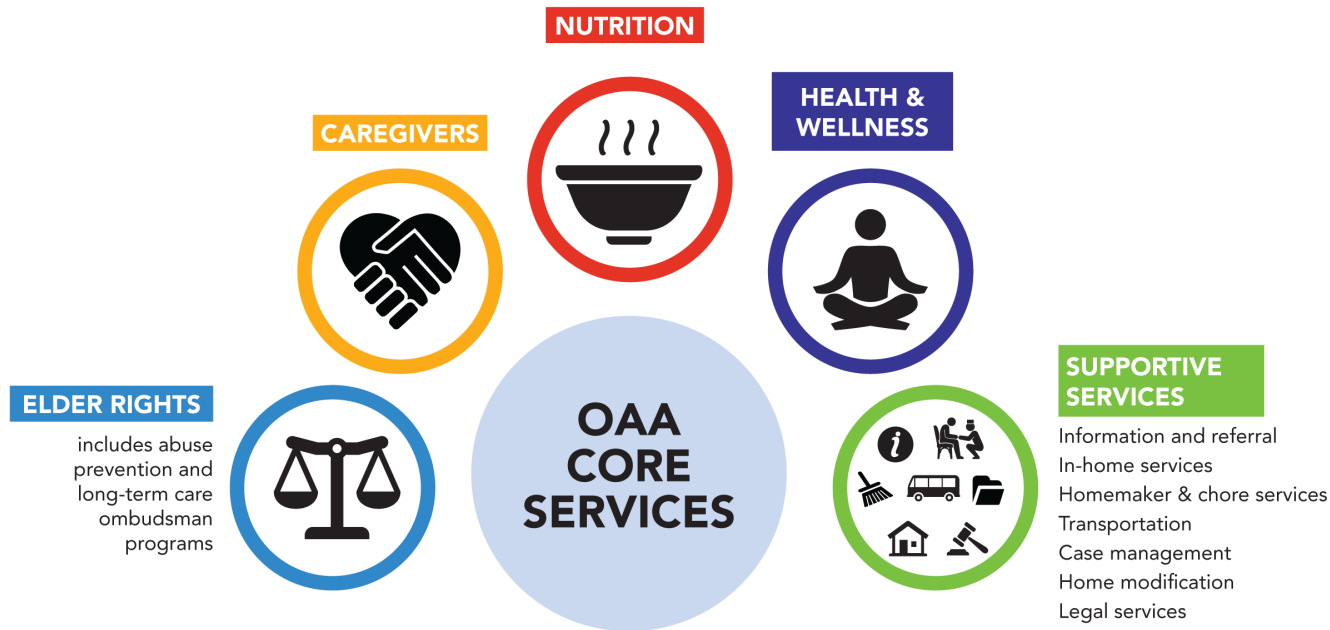 NUTRITION
HEALTH &
WELLNESS
CAREGIVERS
ELDER RIGHTS
includes abuse
prevention and
long-term care
ombudsman
programs
OAA
CORE
SERVICES
SUPPORTIVE
SERVICES
Information and referral
In-home services
Homemaker & chore services
Transportation
Case management
Home modification
Legal services